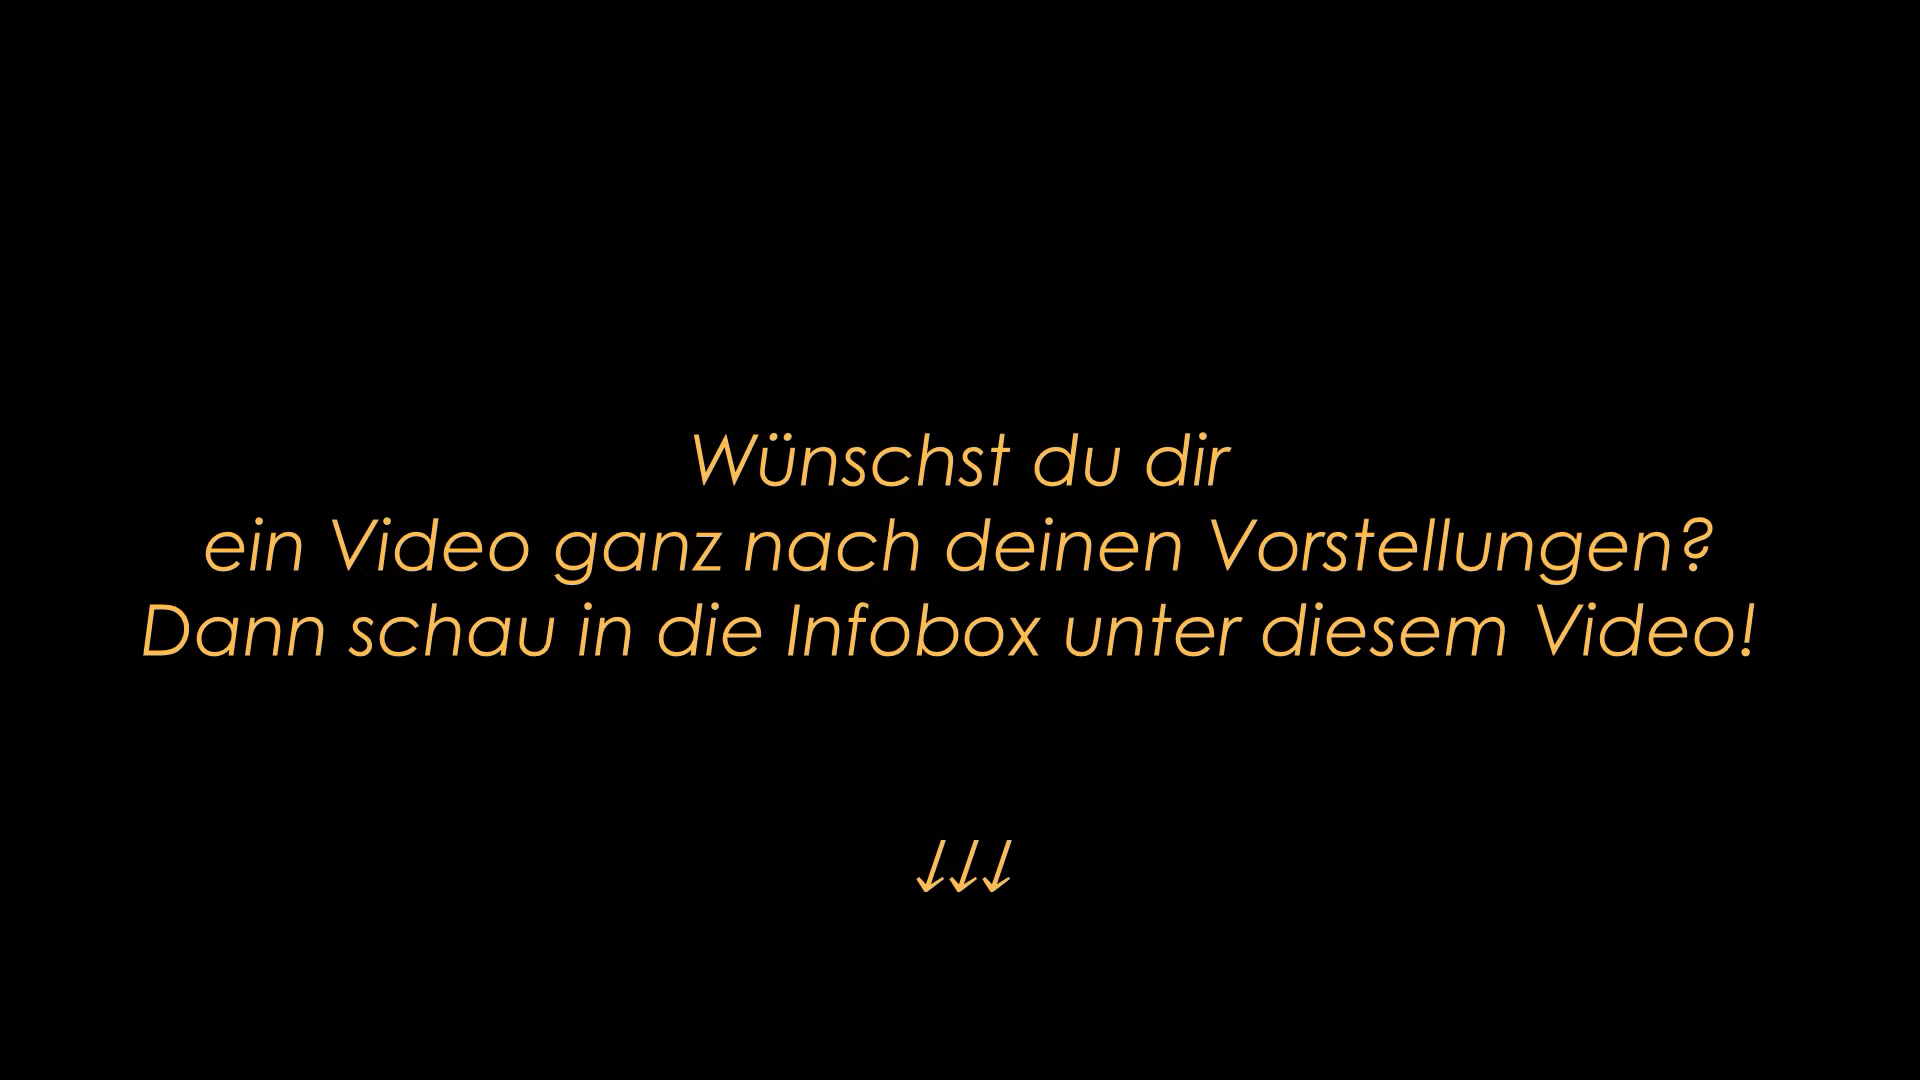 Wünschst du dir
ein Video ganz nach deinen Vorstellungen?
Dann schau in die Infobox unter diesem Video!
↓↓↓